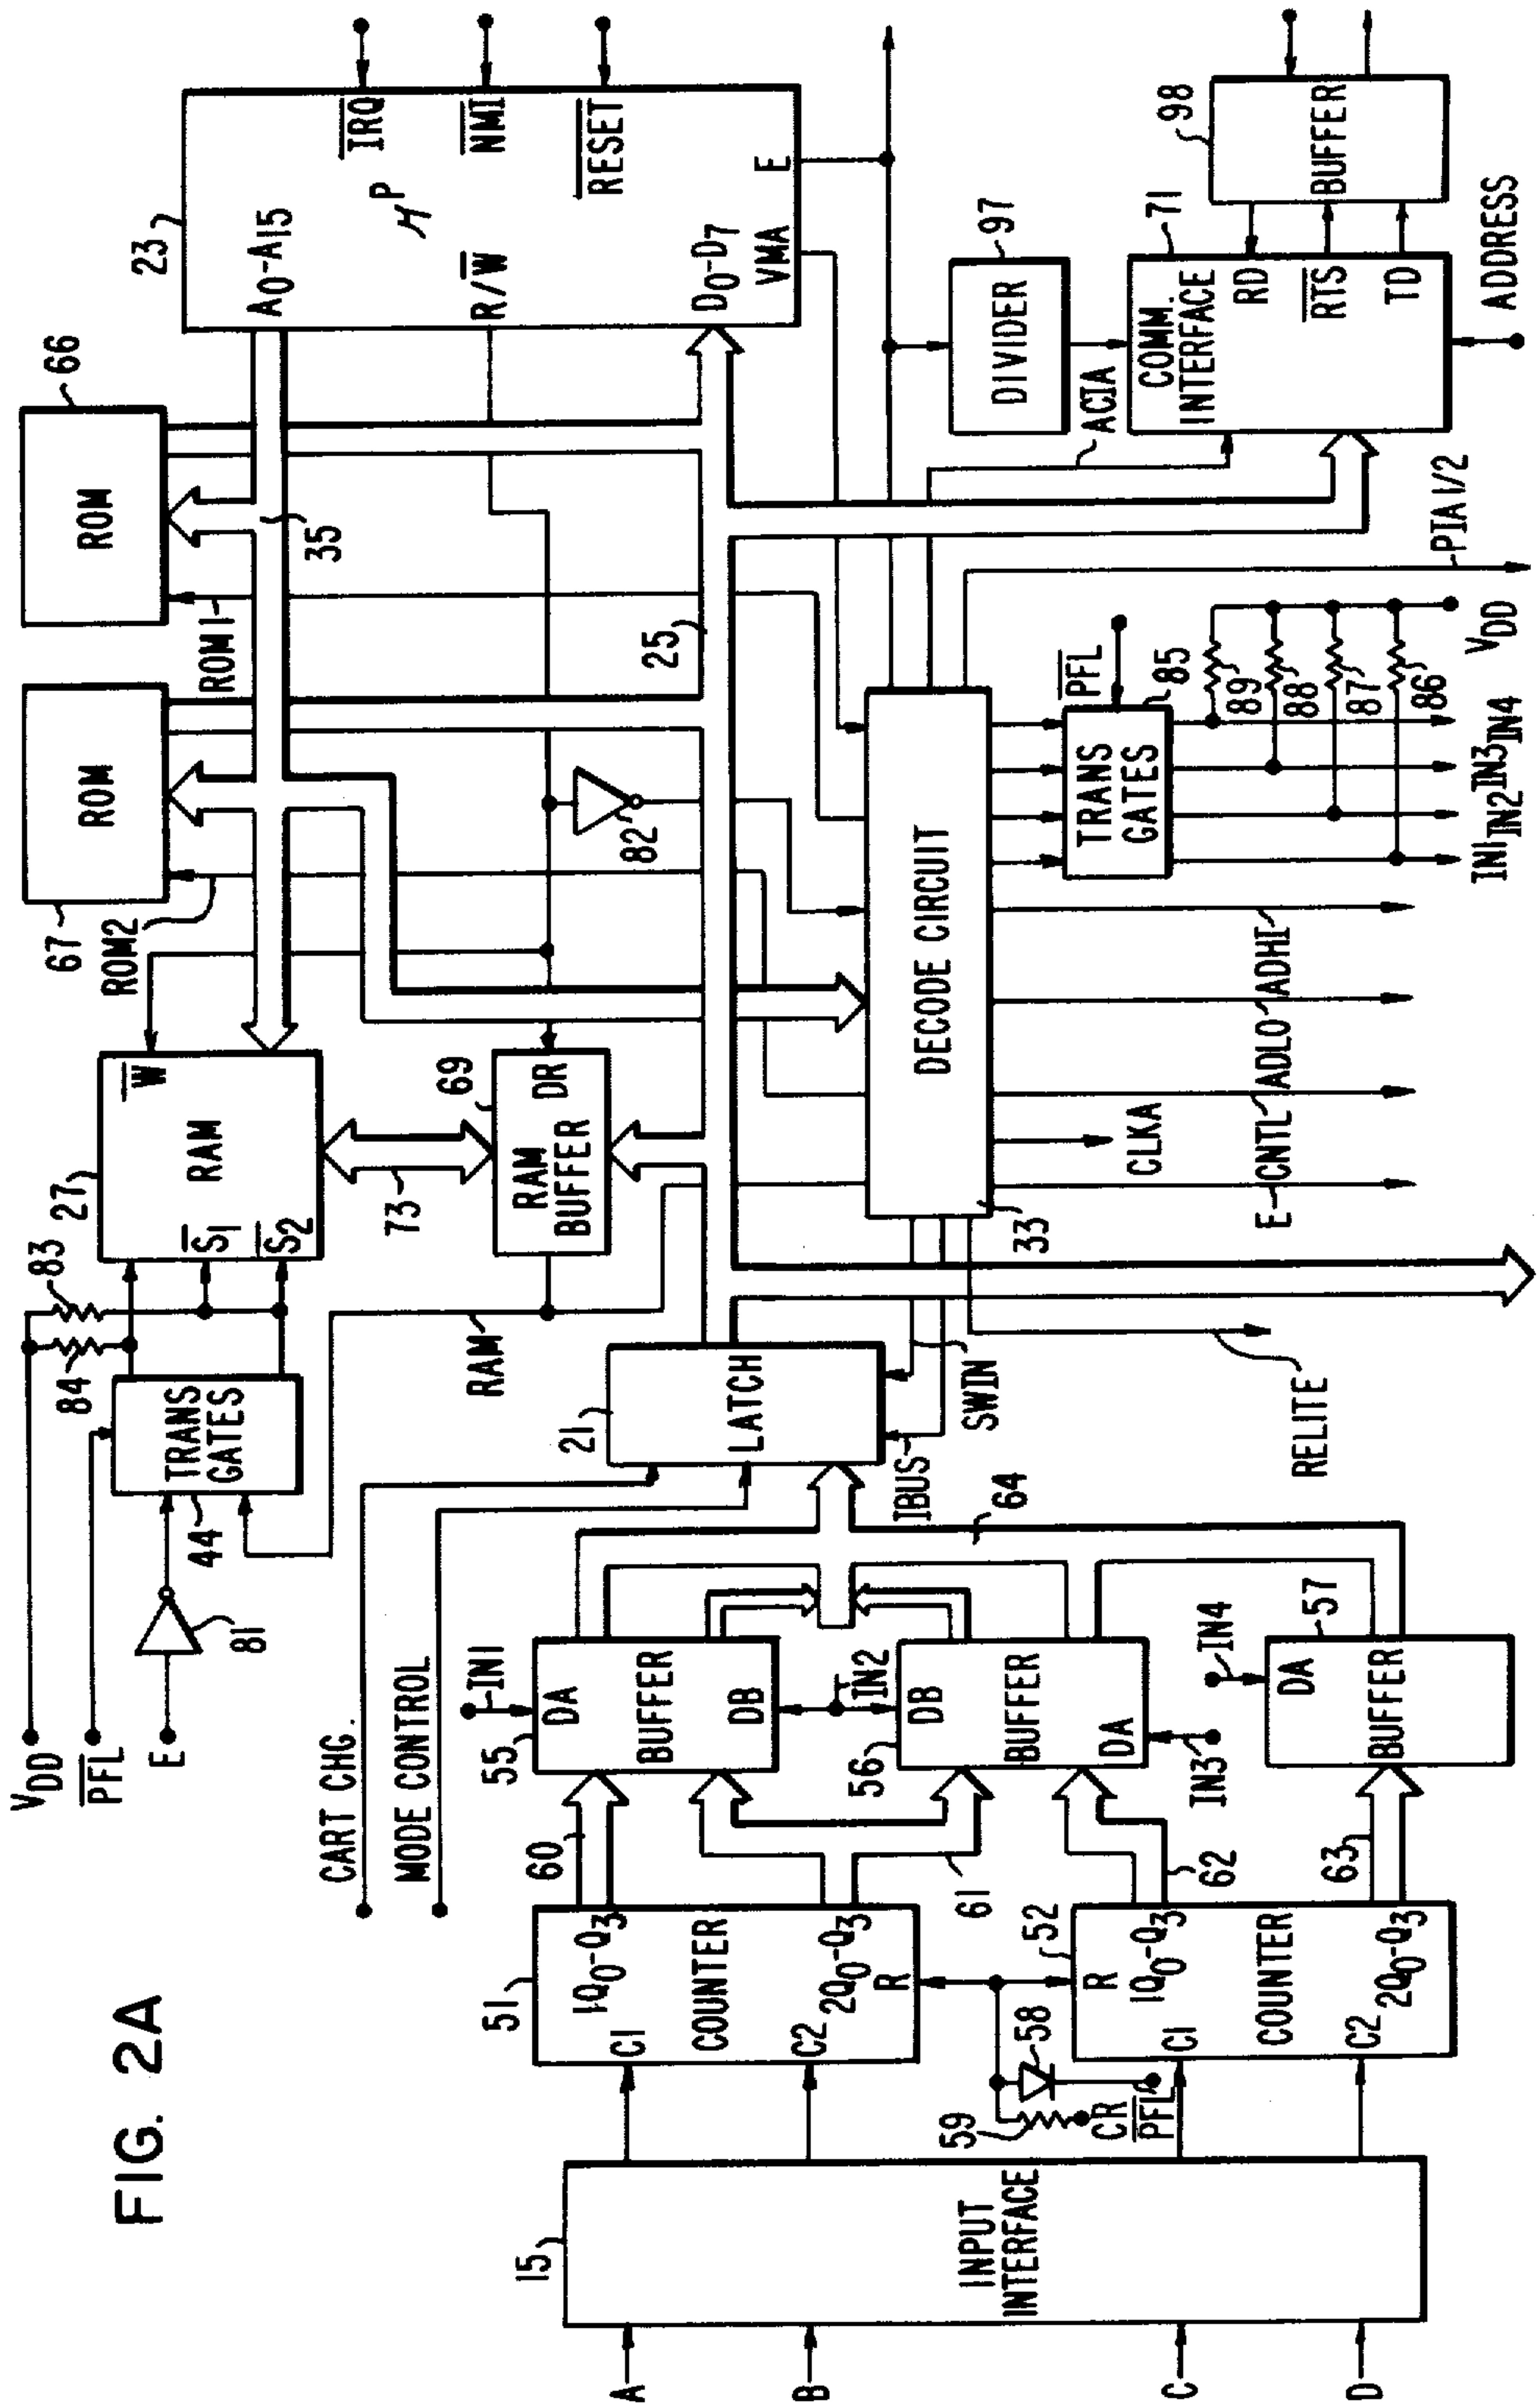 FIG. 2A
A
B
C
D
15
INPUT
INTERFACE
51
C1
1Q0-Q3
COUNTER
C2
2Q0-Q3
R
59
58
CR
PFL
52
R
C1
1Q0-Q3
COUNTER
C2
2Q0-Q3
60
61
62
63
CART CHG.
MODE CONTROL
IN1
55
DA
BUFFER
DB
IN2
56
DB
BUFFER
DA
IN3
IN4
57
DA
BUFFER
64
VDD
PFL
E
81
44
TRANS
GATES
84
83
27
W
RAM
S1
S2
73
69
DR
RAM
BUFFER
RAM
21
LATCH
IBUS
SWIN
RELITE
67
ROM
ROM2
66
ROM
ROM1
35
25
82
33
DECODE CIRCUIT
E
CNTL
CLKA
ADLO
ADHI
TRANS
GATES
85
PFL
89
88
87
86
VDD
IN1
IN2
IN3
IN4
PIA 1/2
23
A0-A15
R/W
μP
D0-D7
IRQ
NMI
RESET
VMA
E
97
DIVIDER
ACIA
71
COMM.
INTERFACE
RD
RTS
TD
ADDRESS
98
BUFFER